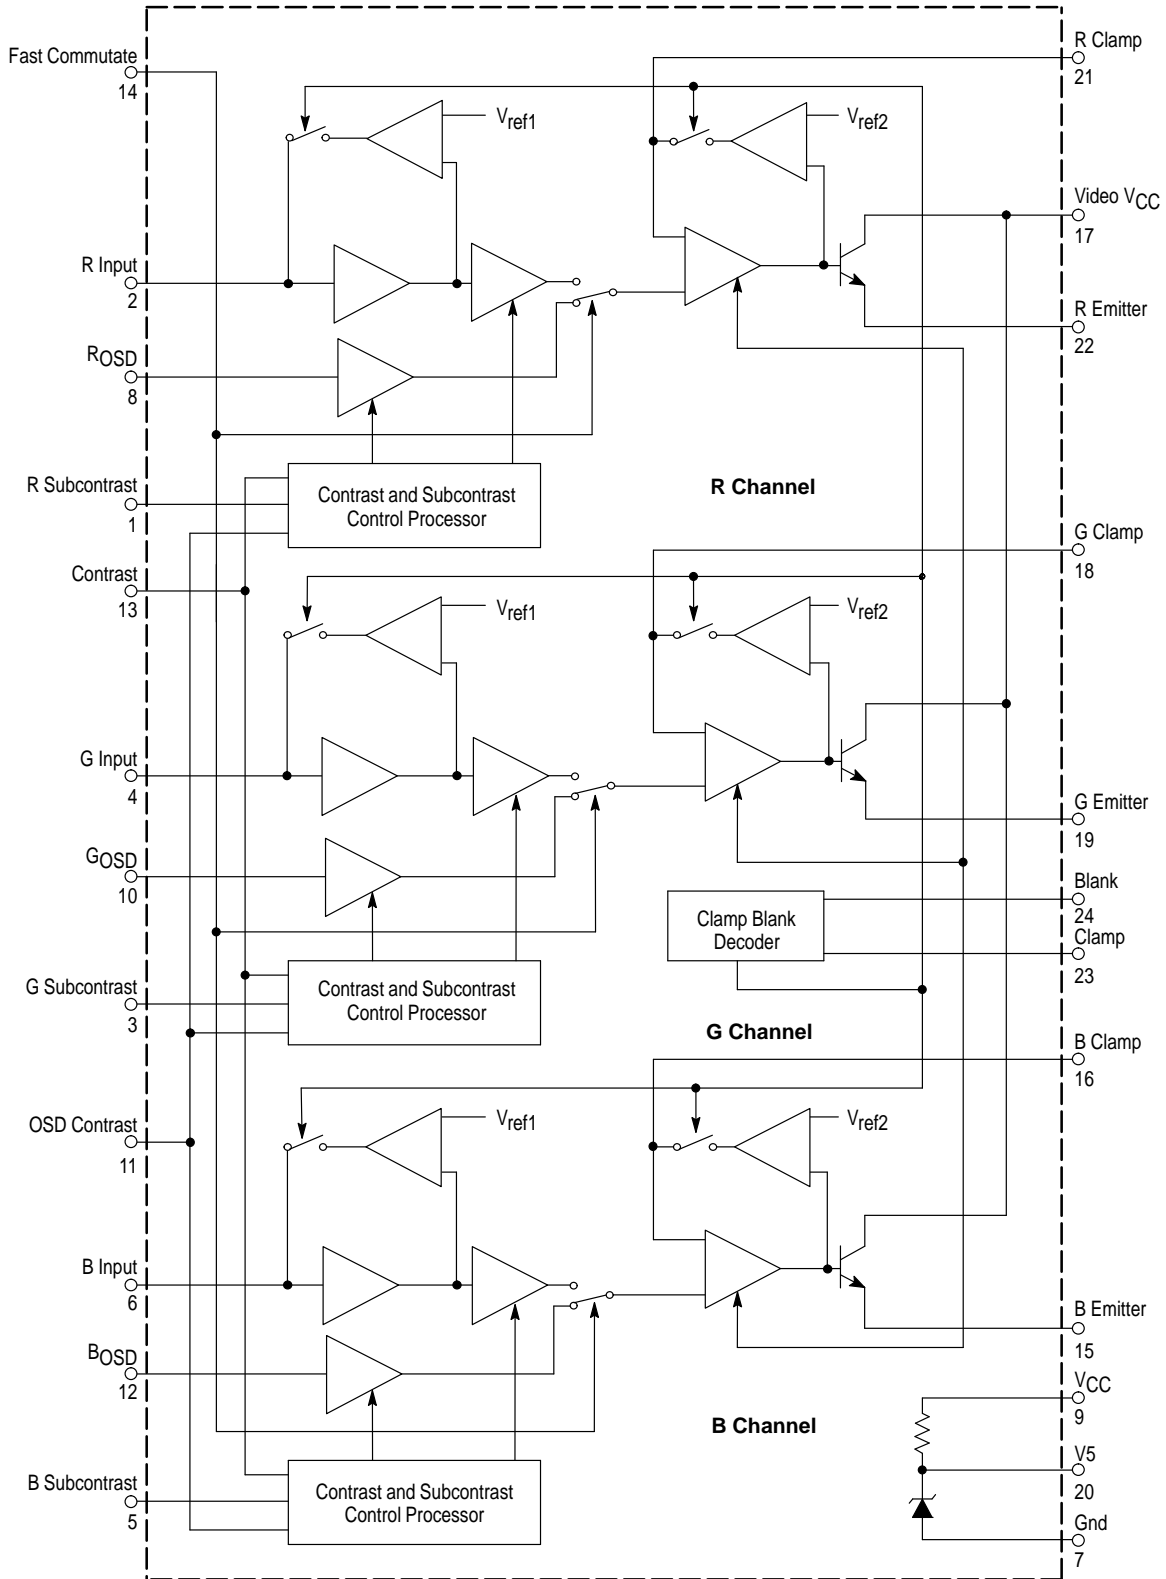 Fast Commutate
14
R Clamp
21
Vref1
Vref2
Video VCC
17
R Input
2
R Emitter
22
ROSD
8
R Subcontrast
1
Contrast and Subcontrast
Control Processor
R Channel
G Clamp
18
Contrast
13
Vref1
Vref2
G Input
4
G Emitter
19
GOSD
10
Blank
24
Clamp Blank
Decoder
Clamp
23
G Subcontrast
3
Contrast and Subcontrast
Control Processor
G Channel
B Clamp
16
OSD Contrast
11
Vref1
Vref2
B Input
6
B Emitter
15
BOSD
12
VCC
9
B Channel
V5
20
B Subcontrast
5
Contrast and Subcontrast
Control Processor
Gnd
7